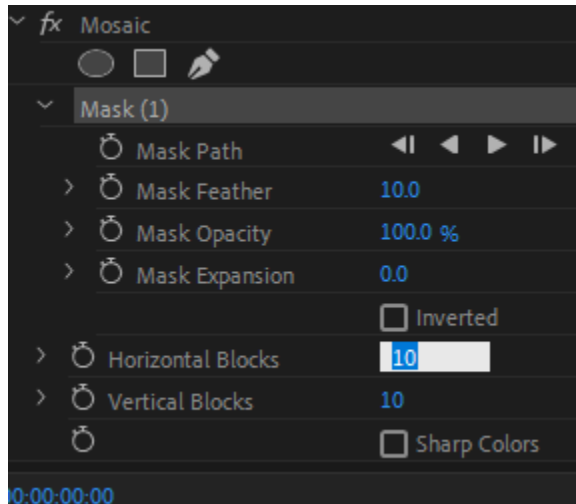 fx Mosaic
Mask (1)
Mask Path
Mask Feather 10.0
Mask Opacity 100.0 %
Mask Expansion 0.0
Inverted
Horizontal Blocks 10
Vertical Blocks 10
Sharp Colors
0:00:00:00